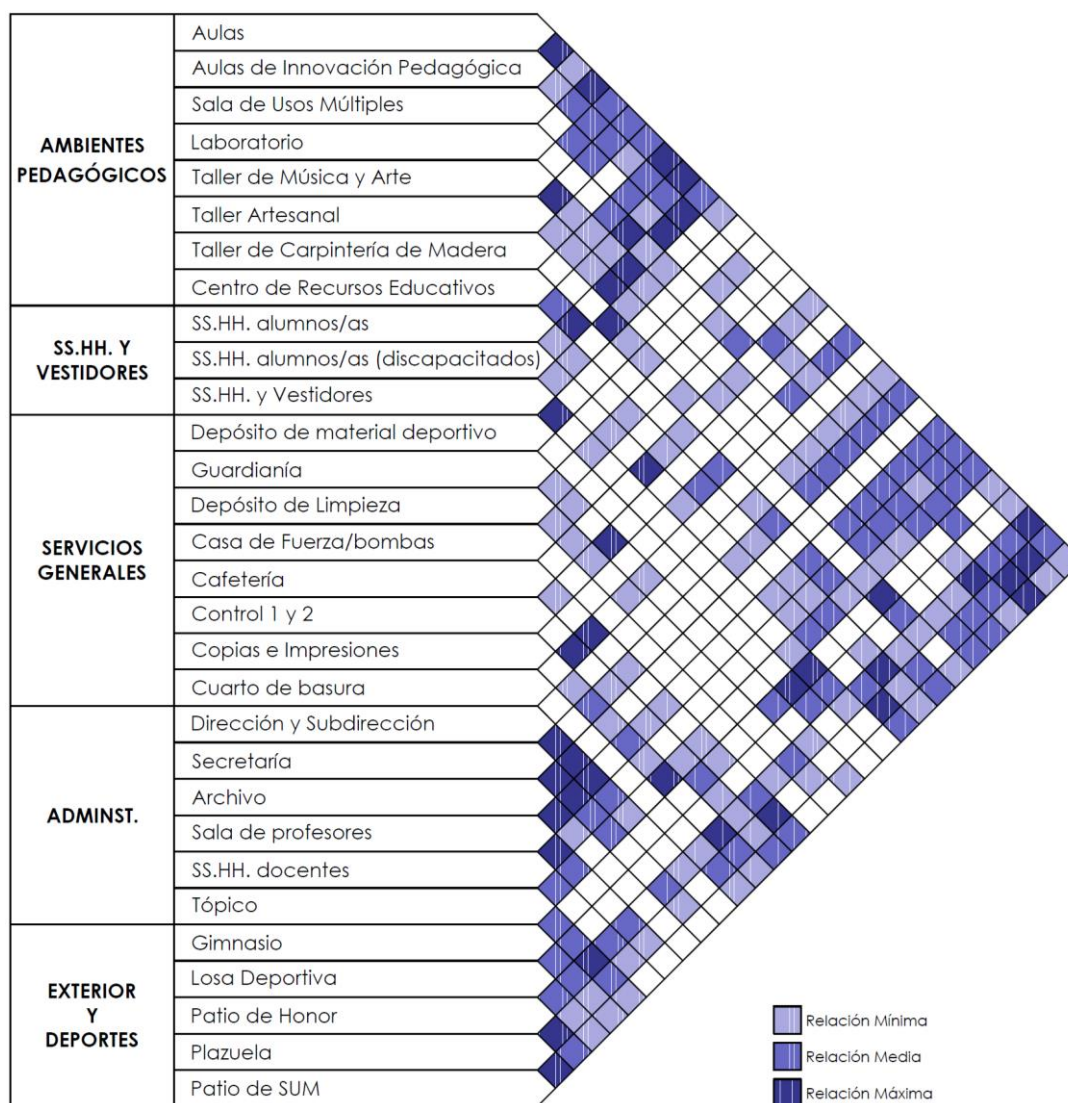 AMBIENTES
PEDAGÓGICOS
Aulas
Aulas de Innovación Pedagógica
Sala de Usos Múltiples
Laboratorio
Taller de Música y Arte
Taller Artesanal
Taller de Carpintería de Madera
Centro de Recursos Educativos
SS.HH. Y
VESTIDORES
SS.HH. alumnos/as
SS.HH. alumnos/as (discapacitados)
SS.HH. y Vestidores
SERVICIOS
GENERALES
Depósito de material deportivo
Guardianía
Depósito de Limpieza
Casa de Fuerza/bombas
Cafetería
Control 1 y 2
Copias e Impresiones
Cuarto de basura
ADMINST.
Dirección y Subdirección
Secretaría
Archivo
Sala de profesores
SS.HH. docentes
Tópico
EXTERIOR
Y
DEPORTES
Gimnasio
Losa Deportiva
Patio de Honor
Plazuela
Patio de SUM
Relación Mínima
Relación Media
Relación Máxima